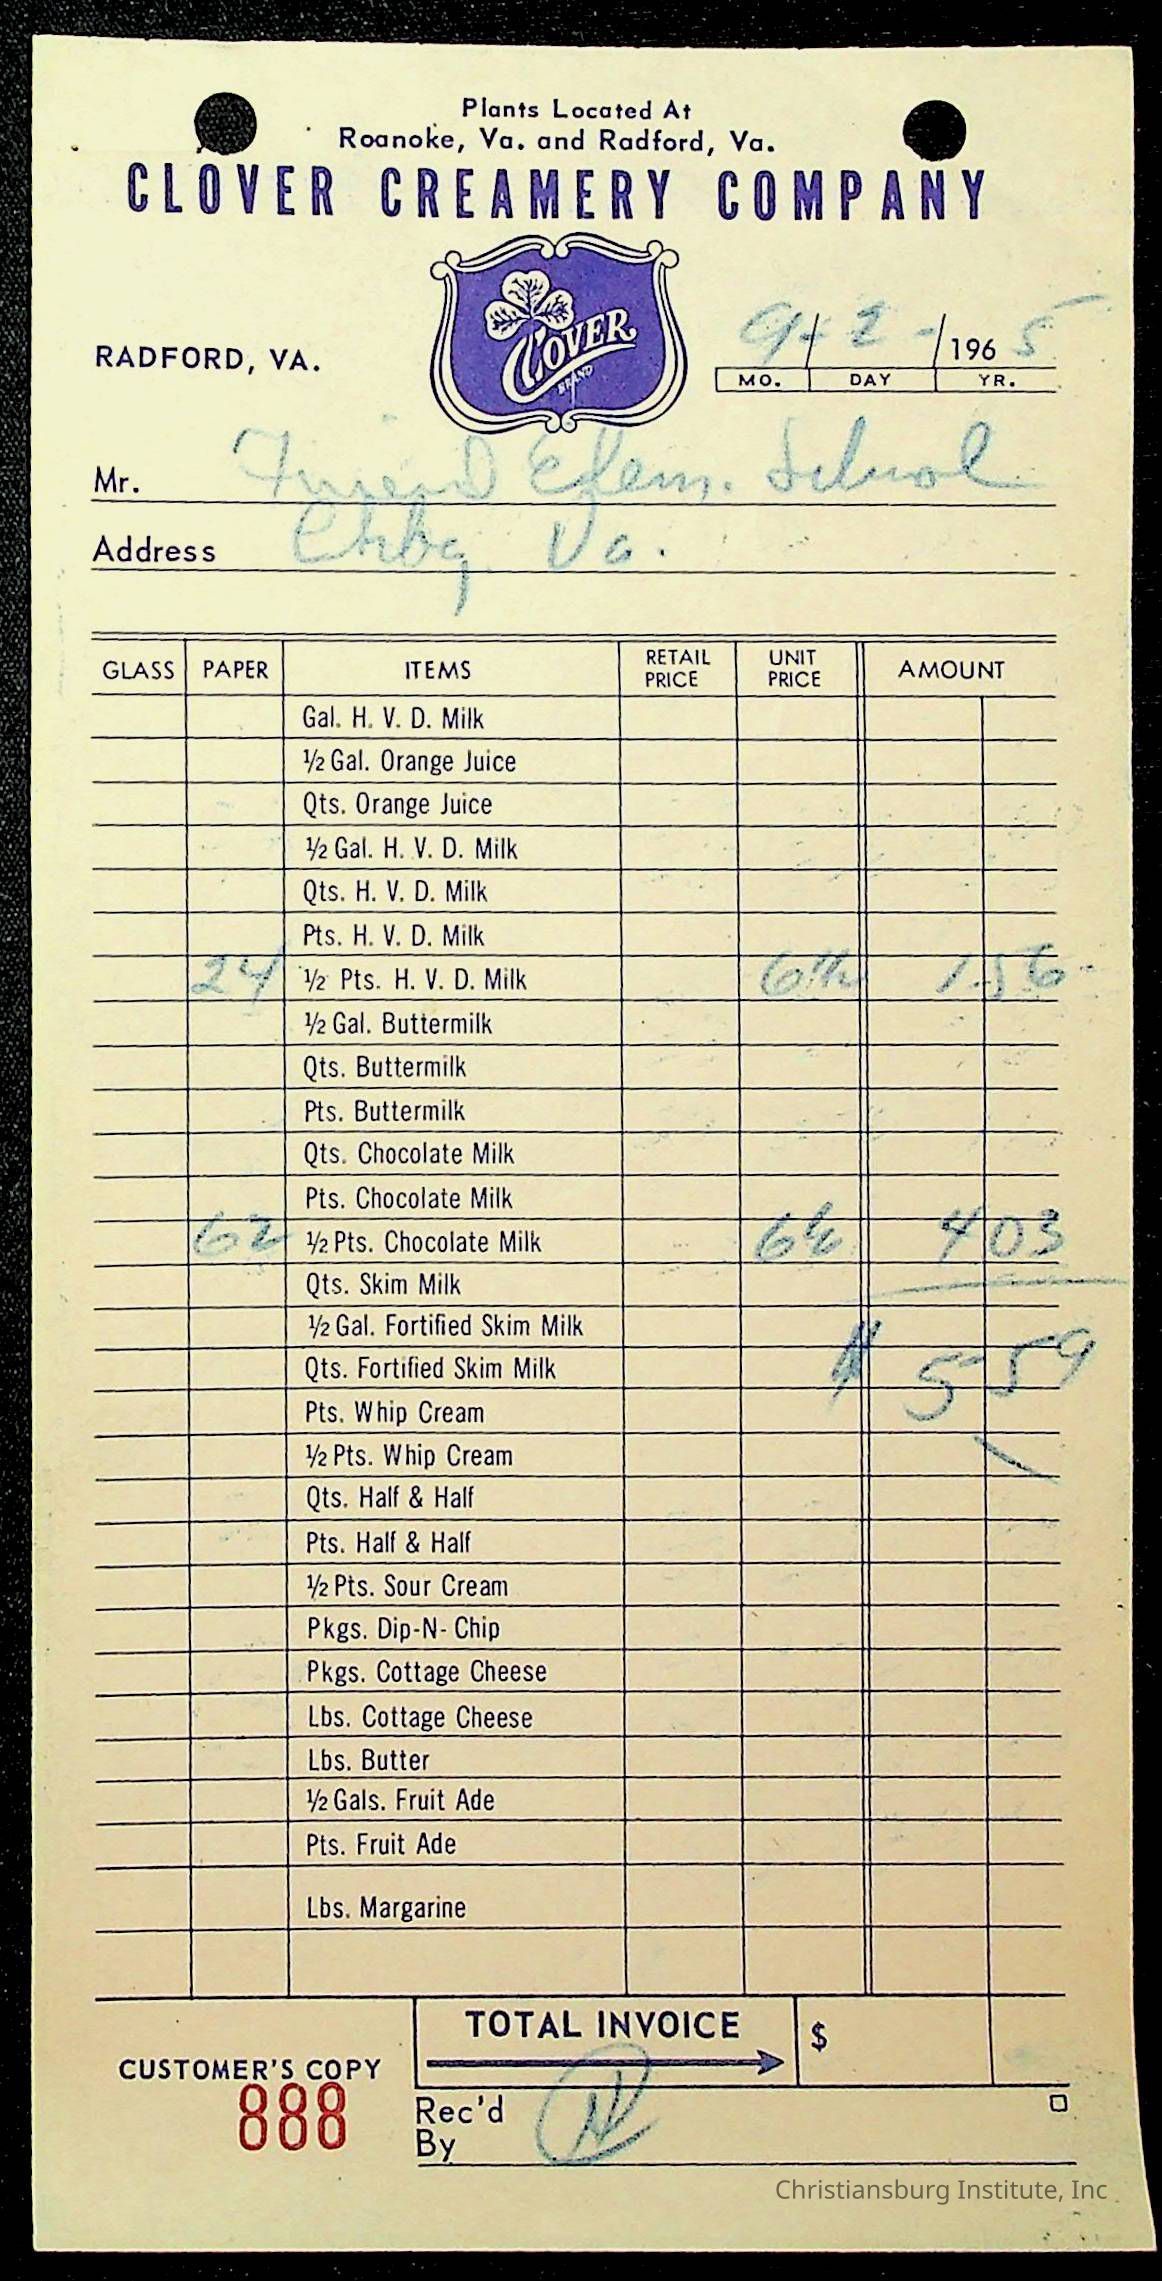 Plants Located At
Roanoke, Va. and Radford, Va.
CLOVER CREAMERY COMPANY
CLOVER
BRAND
RADFORD, VA.
9-/2-/1965
MO. DAY YR.
Mr. Friend Elem. School
Address Chbg Va.
GLASS PAPER ITEMS RETAIL PRICE UNIT PRICE AMOUNT
Gal. H. V. D. Milk
½ Gal. Orange Juice
Qts. Orange Juice
½ Gal. H. V. D. Milk
Qts. H. V. D. Milk
Pts. H. V. D. Milk
24 ½ Pts. H. V. D. Milk 6½ 1.56
½ Gal. Buttermilk
Qts. Buttermilk
Pts. Buttermilk
Qts. Chocolate Milk
Pts. Chocolate Milk
62 ½ Pts. Chocolate Milk 6½ 403
Qts. Skim Milk
½ Gal. Fortified Skim Milk
Qts. Fortified Skim Milk $ 559
Pts. Whip Cream
½ Pts. Whip Cream
Qts. Half & Half
Pts. Half & Half
½ Pts. Sour Cream
Pkgs. Dip-N-Chip
Pkgs. Cottage Cheese
Lbs. Cottage Cheese
Lbs. Butter
½ Gals. Fruit Ade
Pts. Fruit Ade
Lbs. Margarine
TOTAL INVOICE $
CUSTOMER'S COPY
888
Rec'd
By
Christiansburg Institute, Inc